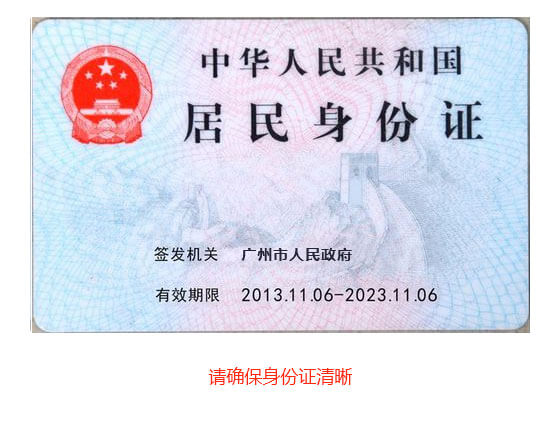 中华人民共和国
居民身份证
签发机关 广州市人民政府
有效期限 2013.11.06-2023.11.06
请确保身份证清晰